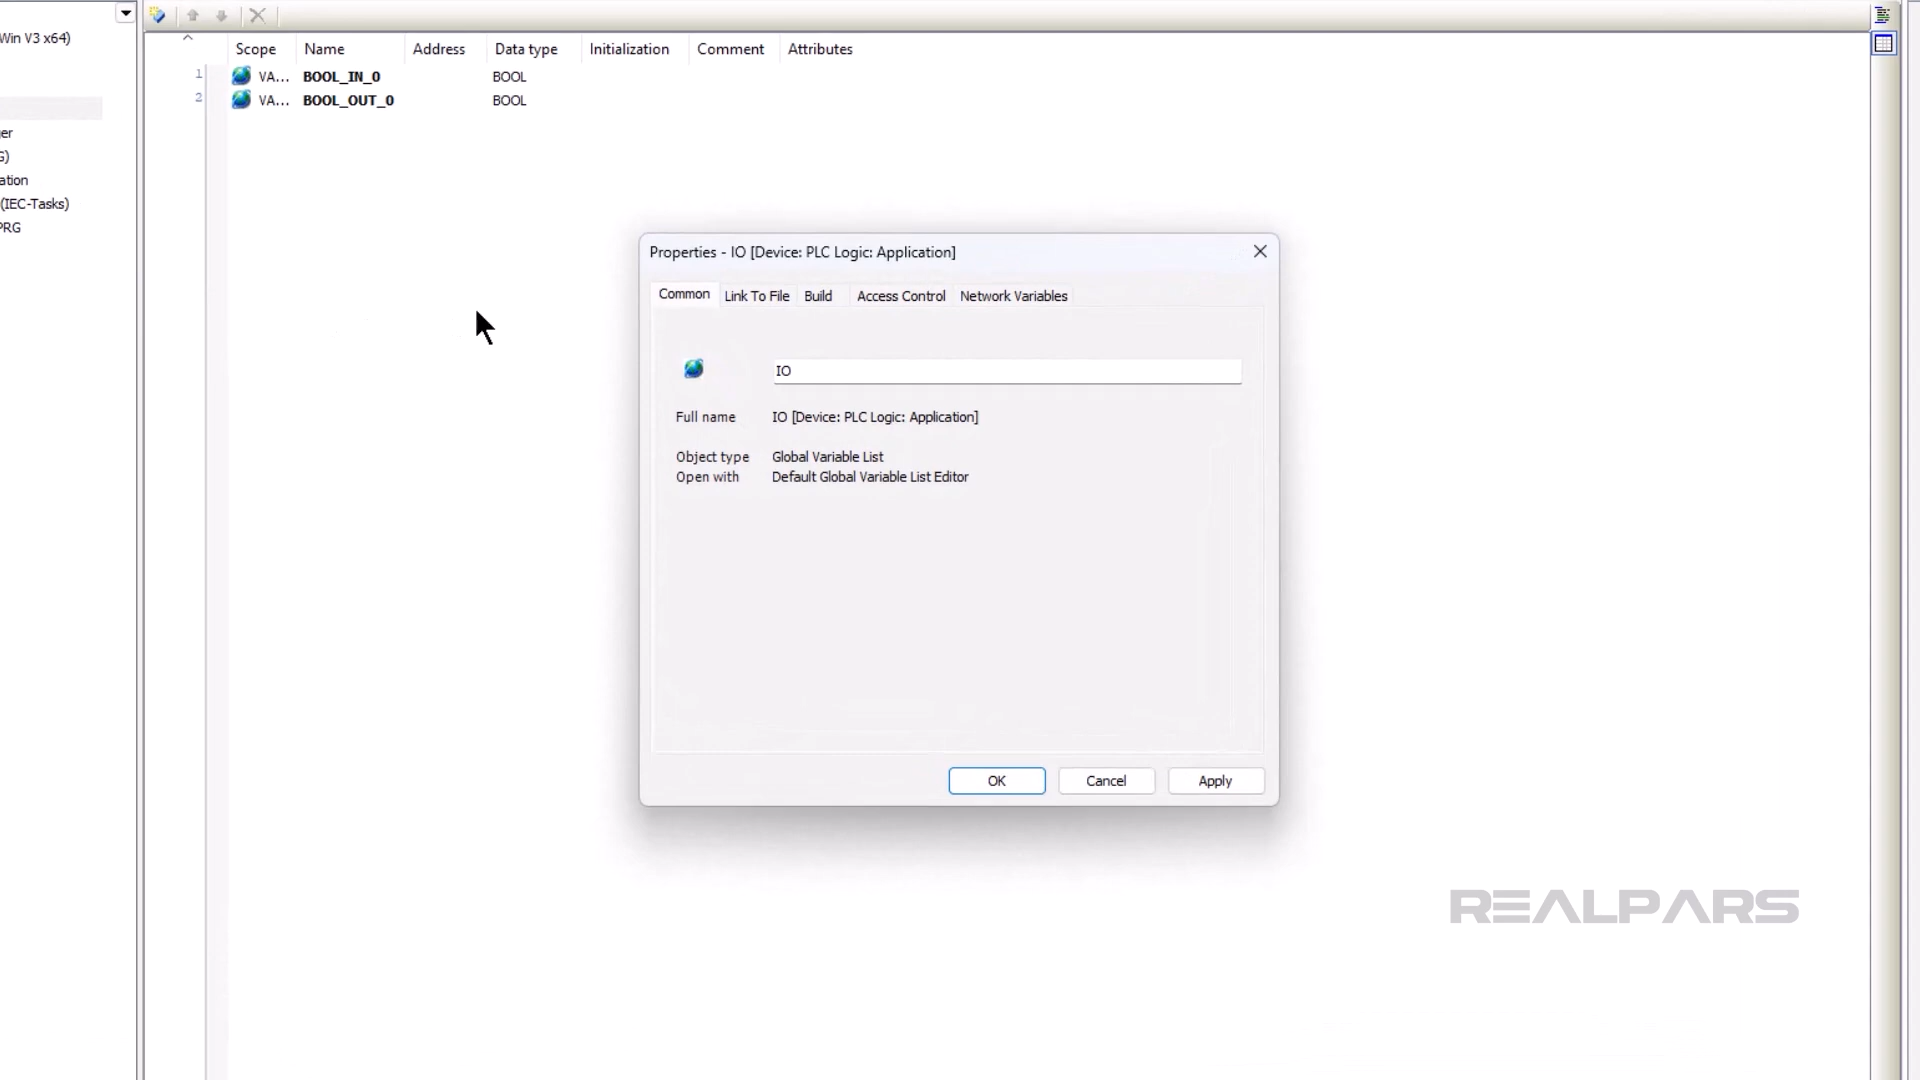 Win V3 x64)
er
G)
ation
(IEC-Tasks)
PRG
Scope Name Address Data type Initialization Comment Attributes
1 VA... BOOL_IN_0 BOOL
2 VA... BOOL_OUT_0 BOOL
Properties - IO [Device: PLC Logic: Application]
Common Link To File Build Access Control Network Variables
IO
Full name IO [Device: PLC Logic: Application]
Object type Global Variable List
Open with Default Global Variable List Editor
OK Cancel Apply
REALPARS